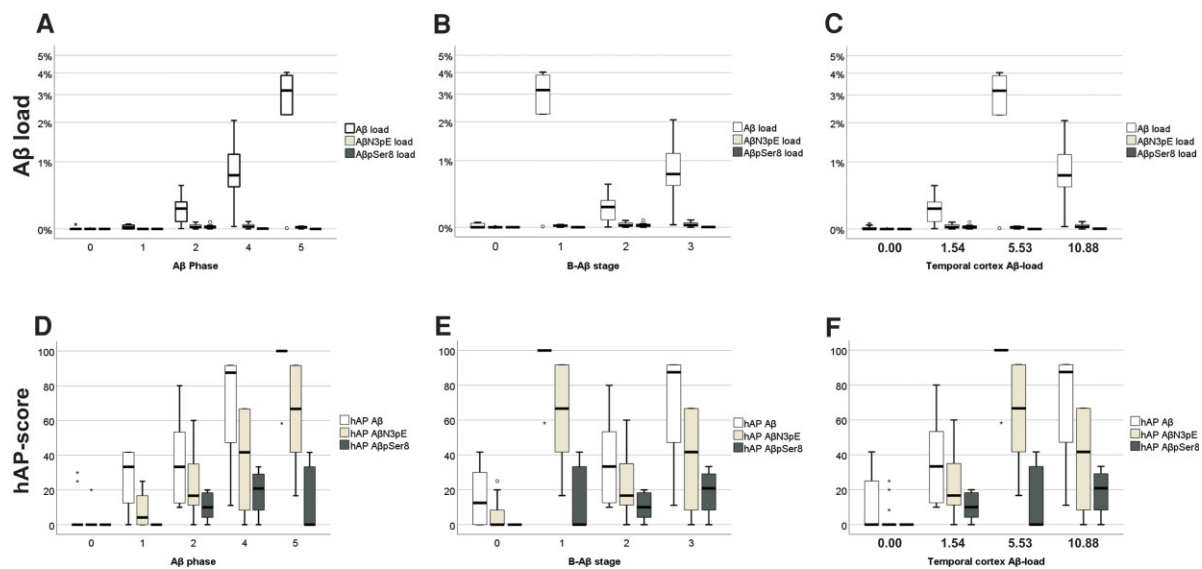 A
B
C
Aβ load
5%
4%
3%
2%
1%
0%
0
1
2
4
5
Aβ Phase
Aβ load
AβN3pE load
AβpSer8 load
5%
4%
3%
2%
1%
0%
0
1
2
3
B-Aβ stage
Aβ load
AβN3pE load
AβpSer8 load
5%
4%
3%
2%
1%
0%
0.00
1.54
5.53
10.88
Temporal cortex Aβ-load
Aβ load
AβN3pE load
AβpSer8 load
D
E
F
hAP-score
100
80
60
40
20
0
0
1
2
4
5
Aβ phase
hAP Aβ
hAP AβN3pE
hAP AβpSer8
100
80
60
40
20
0
0
1
2
3
B-Aβ stage
hAP Aβ
hAP AβN3pE
hAP AβpSer8
100
80
60
40
20
0
0.00
1.54
5.53
10.88
Temporal cortex Aβ-load
hAP Aβ
hAP AβN3pE
hAP AβpSer8